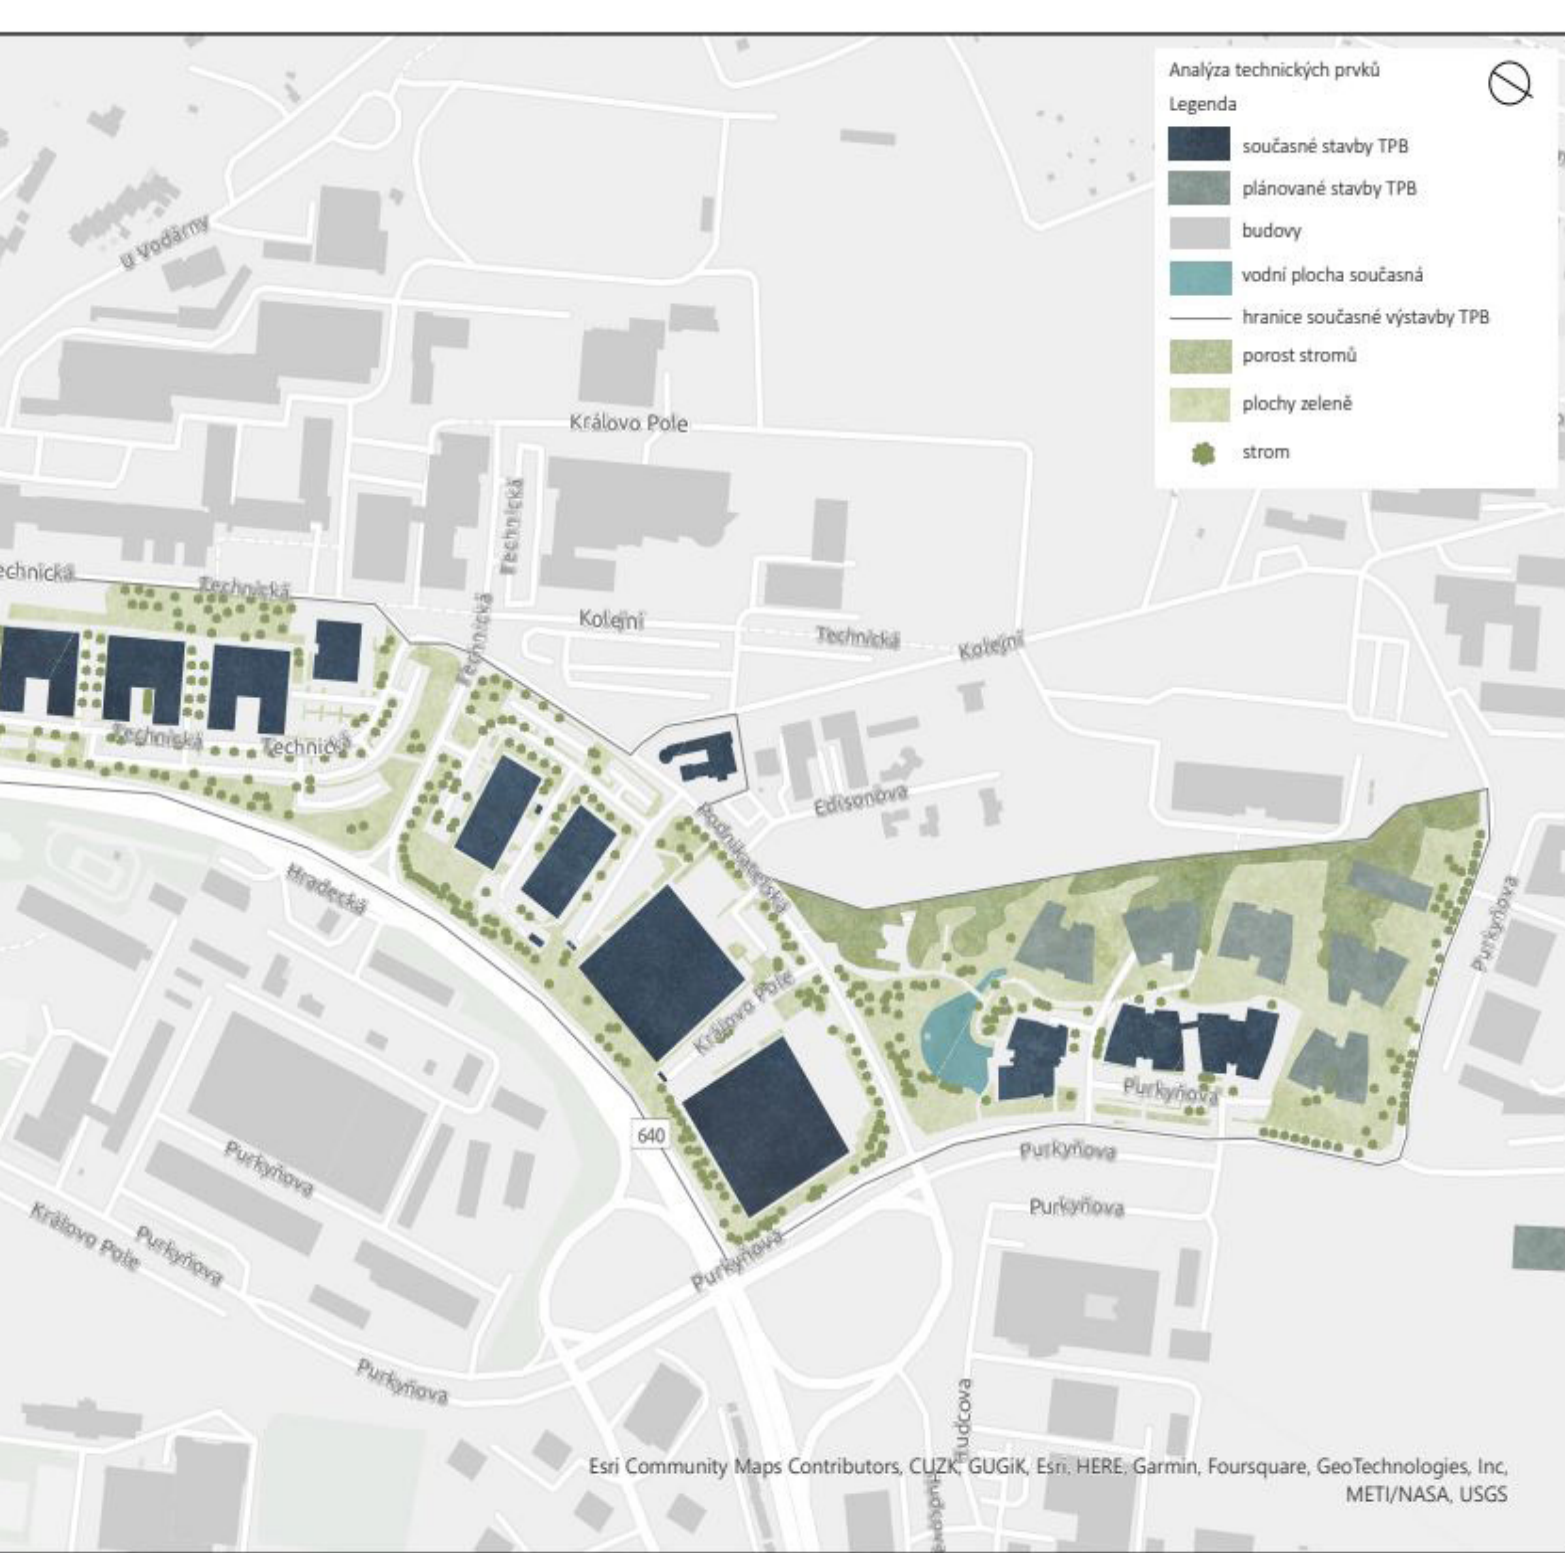 Analýza technických prvků
Legenda
současné stavby TPB
plánované stavby TPB
budovy
vodní plocha současná
hranice současné výstavby TPB
porost stromů
plochy zeleně
strom
U Vodárny
Královo Pole
Technická
echnická
Technická
Technická
Kolejní
Technická
Kolejní
Technická
Technická
Edisonova
Podnikatelská
Hradecká
Purkyňova
Královo Pole
Purkyňova
640
Purkyňova
Purkyňova
Purkyňova
Purkyňova
Královo Pole
Purkyňova
Purkyňova
Purkyňova
Hudcova
Hudcova
Esri Community Maps Contributors, CUZK, GUGiK, Esri, HERE, Garmin, Foursquare, GeoTechnologies, Inc,
METI/NASA, USGS